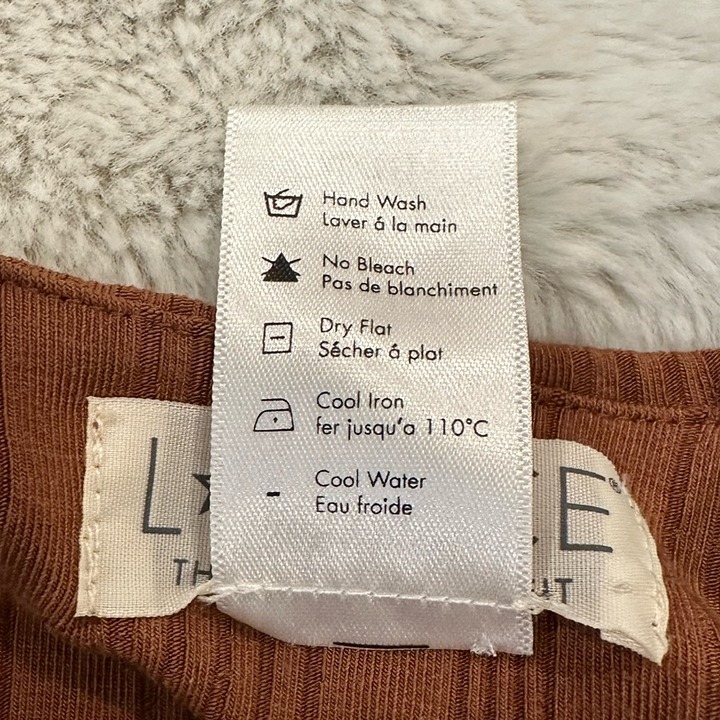 Hand Wash
Laver á la main
No Bleach
Pas de blanchiment
Dry Flat
Sécher á plat
Cool Iron
fer jusqu'a 110°C
Cool Water
Eau froide